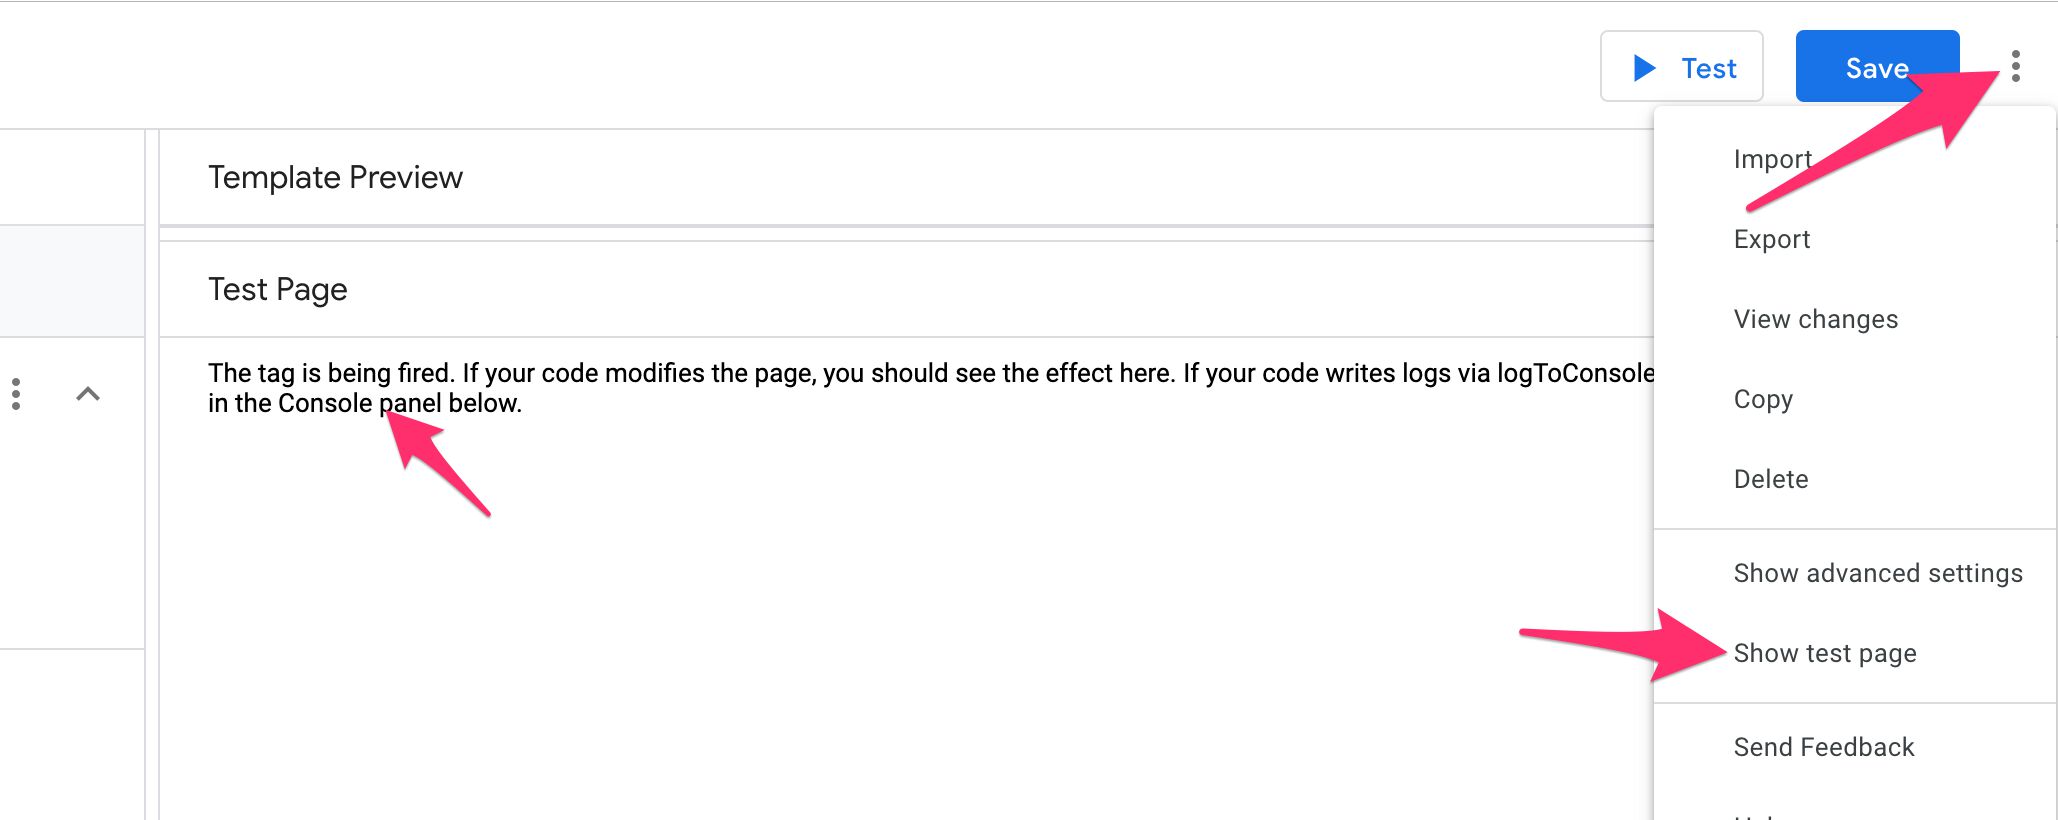 Test
Save
Template Preview
Test Page
The tag is being fired. If your code modifies the page, you should see the effect here. If your code writes logs via logToConsole
in the Console panel below.
Import
Export
View changes
Copy
Delete
Show advanced settings
Show test page
Send Feedback